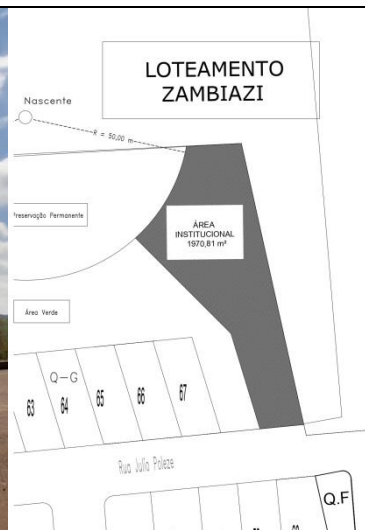 LOTEAMENTO
ZAMBIAZI
Nascente
R = 50,00 m
Preservação Permanente
ÁREA
INSTITUCIONAL
1970,81 m²
Área Verde
Q-G
63
64
65
66
67
Rua Julio Poleze
Q.F